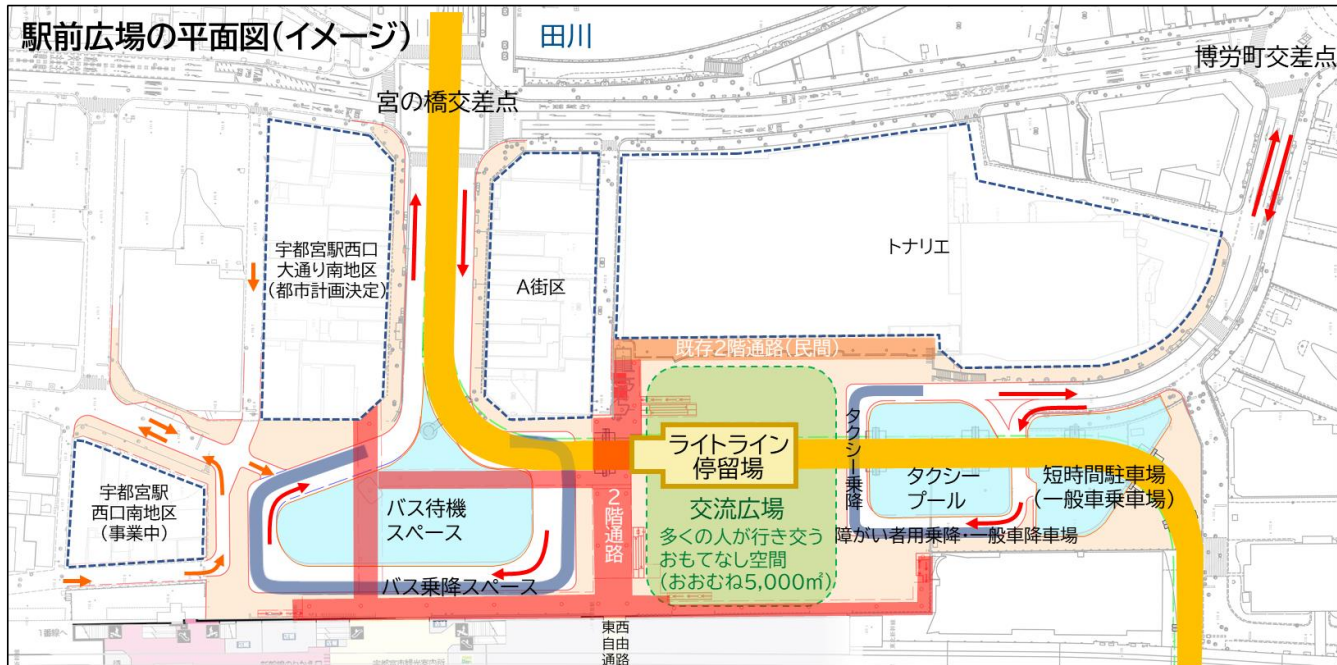 駅前広場の平面図(イメージ)
田川
博労町交差点
宮の橋交差点
宇都宮駅西口
大通り南地区
(都市計画決定)
A街区
トナリエ
既存2階通路(民間)
ライトライン
停留場
タクシー乗降
タクシー
プール
短時間駐車場
(一般車乗車場)
宇都宮駅
西口南地区
(事業中)
バス待機
スペース
2階通路
交流広場
多くの人が行き交う
おもてなし空間
(おおむね5,000㎡)
障がい者用乗降・一般車降車場
バス乗降スペース
1番線へ
東西
自由
通路